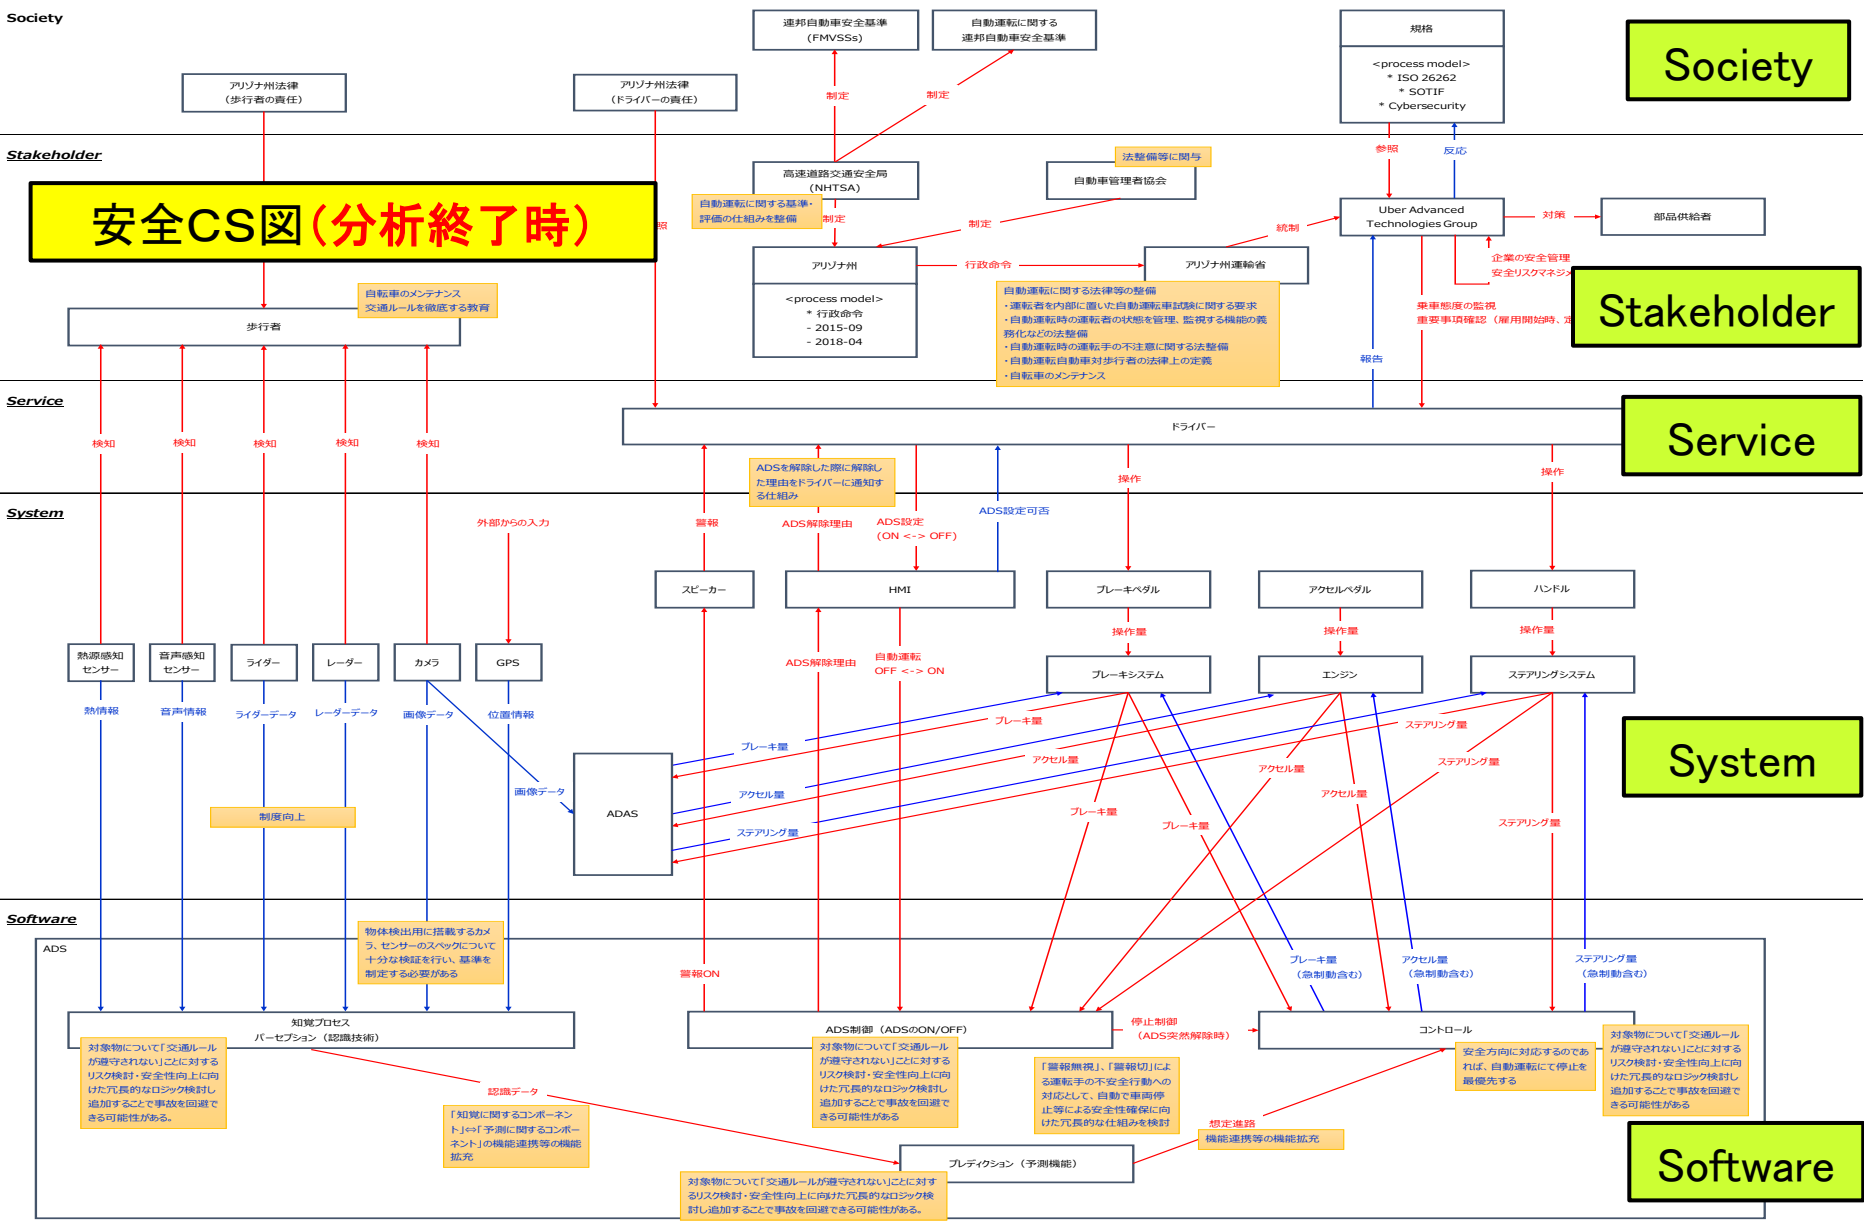 Society
連邦自動車安全基準
(FMVSSs)
自動運転に関する
連邦自動車安全基準
規格
<process model>
* ISO 26262
* SOTIF
* Cybersecurity
Society
アリゾナ州法律
(歩行者の責任)
アリゾナ州法律
(ドライバーの責任)
制定
制定
参照
反応
Stakeholder
高速道路交通安全局
(NHTSA)
法整備等に関与
自動車管理者協会
自動運転に関する基準・
評価の仕組みを整備
制定
制定
照
安全CS図(分析終了時)
統制
Uber Advanced
Technologies Group
対策
部品供給者
アリゾナ州
<process model>
* 行政命令
- 2015-09
- 2018-04
行政命令
アリゾナ州運輸省
企業の安全管理
安全リスクマネジメ
Stakeholder
自転車のメンテナンス
交通ルールを徹底する教育
歩行者
自動運転に関する法律等の整備
・運転者を内部に置いた自動運転車試験に関する要求
・自動運転時の運転者の状態を管理、監視する機能の義
務化などの法整備
・自動運転時の運転手の不注意に関する法整備
・自動運転自動車対歩行者の法律上の定義
・自転車のメンテナンス
乗車態度の監視
重要事項確認(雇用開始時、定
報告
Service
ドライバー
Service
検知
検知
検知
検知
検知
ADSを解除した際に解除し
た理由をドライバーに通知す
る仕組み
操作
操作
System
外部からの入力
警報
ADS解除理由
ADS設定
(ON <-> OFF)
ADS設定可否
スピーカー
HMI
ブレーキペダル
アクセルペダル
ハンドル
操作量
操作量
操作量
熱源感知
センサー
音声感知
センサー
ライダー
レーダー
カメラ
GPS
ADS解除理由
自動運転
OFF <-> ON
ブレーキシステム
エンジン
ステアリングシステム
熱情報
音声情報
ライダーデータ
レーダーデータ
画像データ
位置情報
ブレーキ量
ステアリング量
ブレーキ量
アクセル量
アクセル量
ステアリング量
System
画像データ
アクセル量
アクセル量
制度向上
ADAS
ステアリング量
ブレーキ量
ブレーキ量
ステアリング量
Software
ADS
物体検出用に搭載するカメ
ラ、センサーのスペックについて
十分な検証を行い、基準を
制定する必要がある
警報ON
ブレーキ量
(急制動含む)
アクセル量
(急制動含む)
ステアリング量
(急制動含む)
知覚プロセス
パーセプション(認識技術)
ADS制御(ADSのON/OFF)
停止制御
(ADS突然解除時)
コントロール
対象物について「交通ルール
が遵守されない」ことに対する
リスク検討・安全性向上に向
けた冗長的なロジック検討し
追加することで事故を回避で
きる可能性がある。
対象物について「交通ルール
が遵守されない」ことに対する
リスク検討・安全性向上に向
けた冗長的なロジック検討し
追加することで事故を回避で
きる可能性がある
「警報無視」、「警報切」によ
る運転手の不安全行動への
対応として、自動で車両停
止等による安全性確保に向
けた冗長的な仕組みを検討
安全方向に対応するのであ
れば、自動運転にて停止を
最優先する
対象物について「交通ルール
が遵守されない」ことに対する
リスク検討・安全性向上に向
けた冗長的なロジック検討し
追加することで事故を回避で
きる可能性がある
認識データ
「知覚に関するコンポーネン
ト」⇔「予測に関するコンポー
ネント」の機能連携等の機能
拡充
想定進路
機能連携等の機能拡充
プレディクション(予測機能)
対象物について「交通ルールが遵守されない」ことに対す
るリスク検討・安全性向上に向けた冗長的なロジック検
討し追加することで事故を回避できる可能性がある。
Software